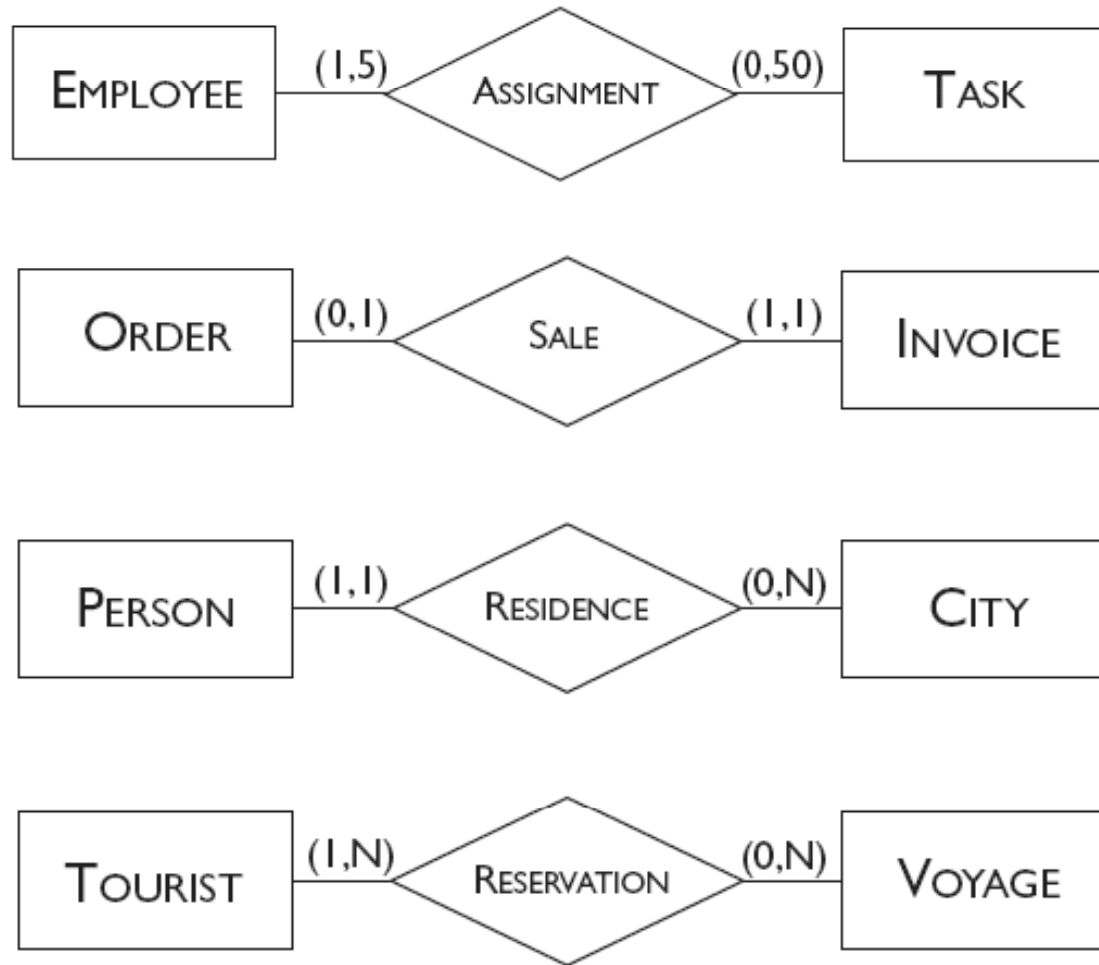 EMPLOYEE (1,5) ASSIGNMENT (0,50) TASK
ORDER (0,1) SALE (1,1) INVOICE
PERSON (1,1) RESIDENCE (0,N) CITY
TOURIST (1,N) RESERVATION (0,N) VOYAGE